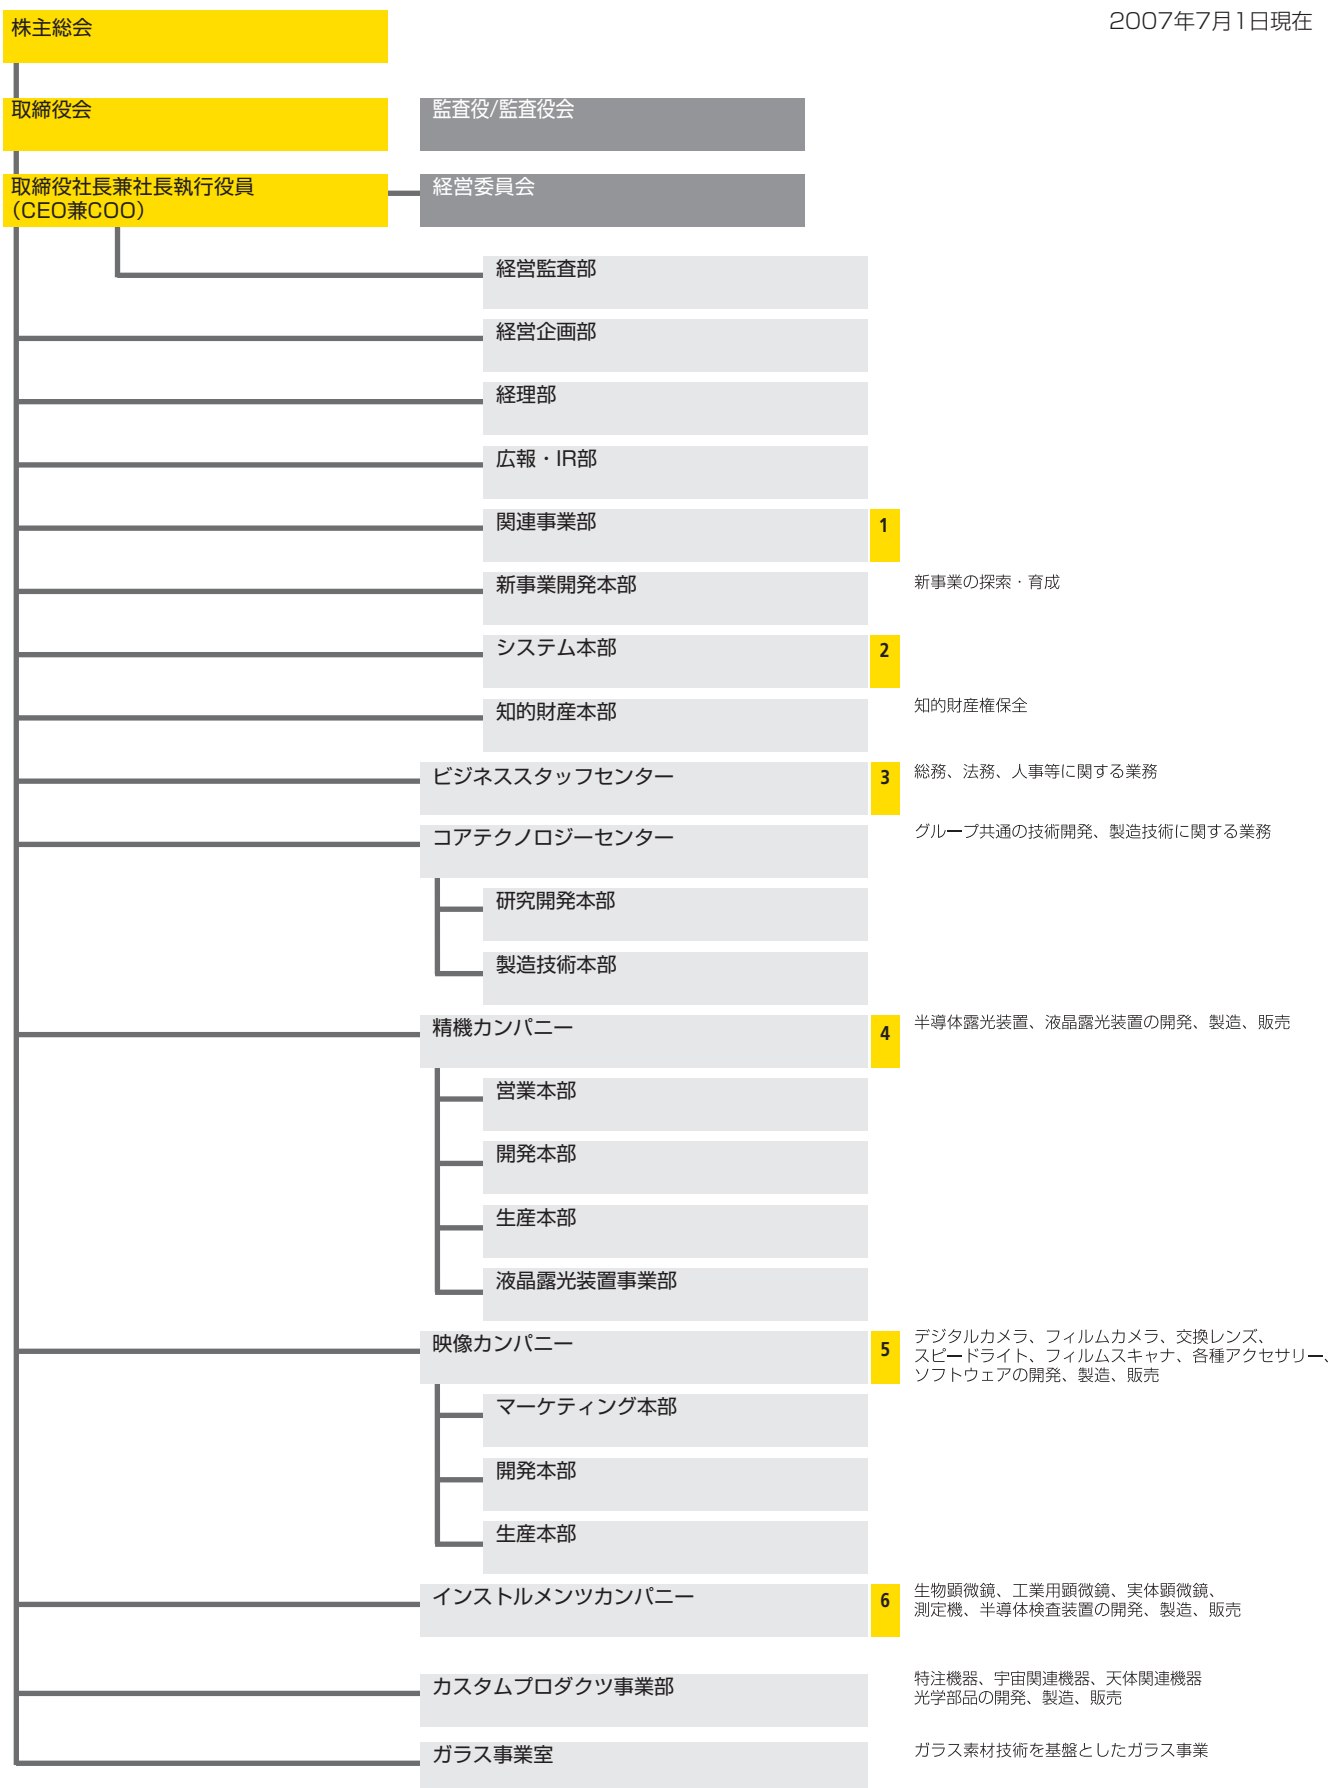 2007年7月1日現在
株主総会
取締役会
監査役/監査役会
取締役社長兼社長執行役員
(CEO兼COO)
経営委員会
経営監査部
経営企画部
経理部
広報・IR部
関連事業部
1
新事業開発本部
新事業の探索・育成
システム本部
2
知的財産本部
知的財産権保全
ビジネススタッフセンター
3
総務、法務、人事等に関する業務
コアテクノロジーセンター
グループ共通の技術開発、製造技術に関する業務
研究開発本部
製造技術本部
精機カンパニー
4
半導体露光装置、液晶露光装置の開発、製造、販売
営業本部
開発本部
生産本部
液晶露光装置事業部
映像カンパニー
5
デジタルカメラ、フィルムカメラ、交換レンズ、
スピードライト、フィルムスキャナ、各種アクセサリー、
ソフトウェアの開発、製造、販売
マーケティング本部
開発本部
生産本部
インストルメンツカンパニー
6
生物顕微鏡、工業用顕微鏡、実体顕微鏡、
測定機、半導体検査装置の開発、製造、販売
カスタムプロダクツ事業部
特注機器、宇宙関連機器、天体関連機器
光学部品の開発、製造、販売
ガラス事業室
ガラス素材技術を基盤としたガラス事業